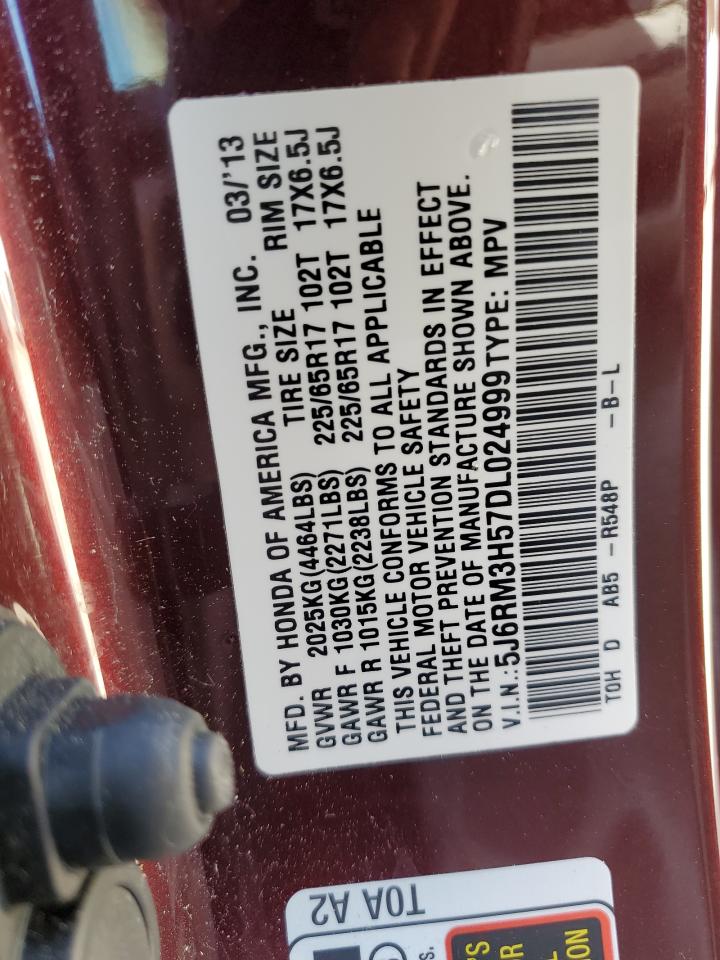 MFD. BY HONDA OF AMERICA MFG., INC. 03/'13
GVWR 2025KG(4464LBS) TIRE SIZE RIM SIZE
GAWR F 1030KG(2271LBS) 225/65R17 102T 17X6.5J
GAWR R 1015KG(2238LBS) 225/65R17 102T 17X6.5J
THIS VEHICLE CONFORMS TO ALL APPLICABLE
FEDERAL MOTOR VEHICLE SAFETY
AND THEFT PREVENTION STANDARDS IN EFFECT
ON THE DATE OF MANUFACTURE SHOWN ABOVE.
V.I.N.:5J6RM3H57DL024999 TYPE: MPV
TOH D AB5 -R548P -B-L
TOA A2